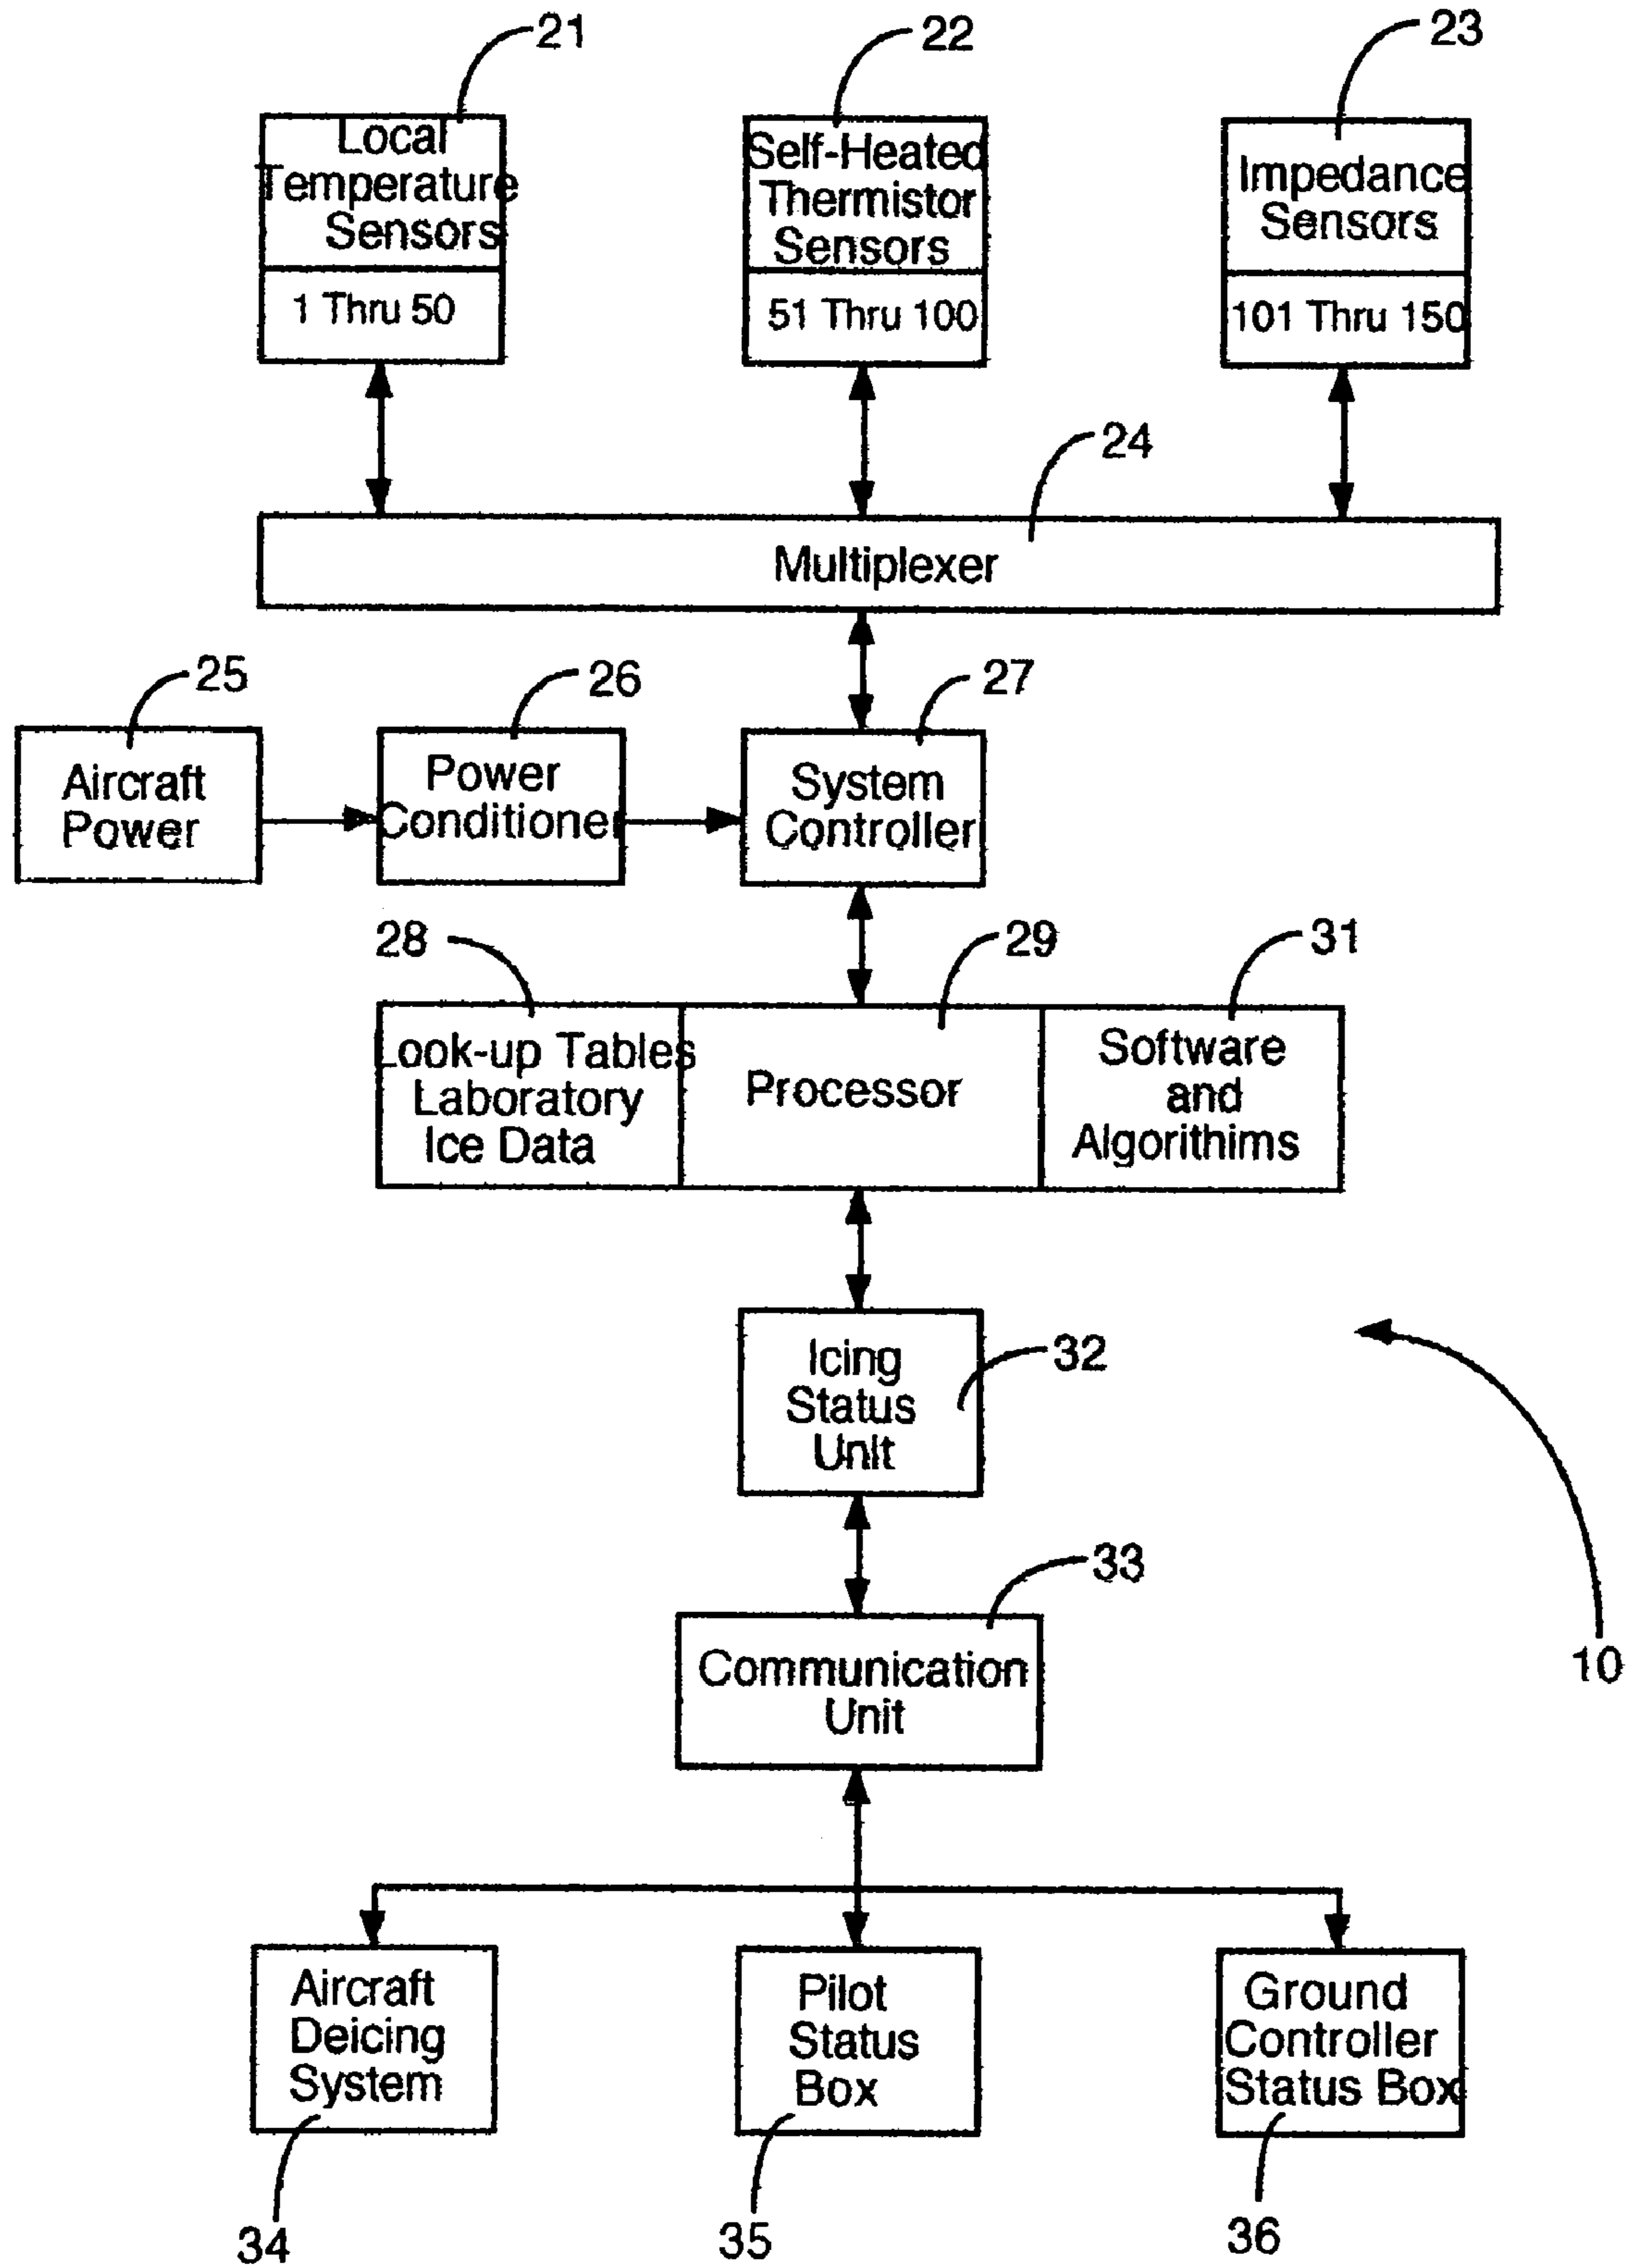 21
22
23
Local
Temperature
Sensors
1 Thru 50
Self-Heated
Thermistor
Sensors
51 Thru 100
Impedance
Sensors
101 Thru 150
24
Multiplexer
25
26
27
Aircraft
Power
Power
Conditioner
System
Controller
28
29
31
Look-up Tables
Laboratory
Ice Data
Processor
Software
and
Algorithims
Icing
Status
Unit
32
33
Communication
Unit
10
Aircraft
Deicing
System
Pilot
Status
Box
Ground
Controller
Status Box
34
35
36